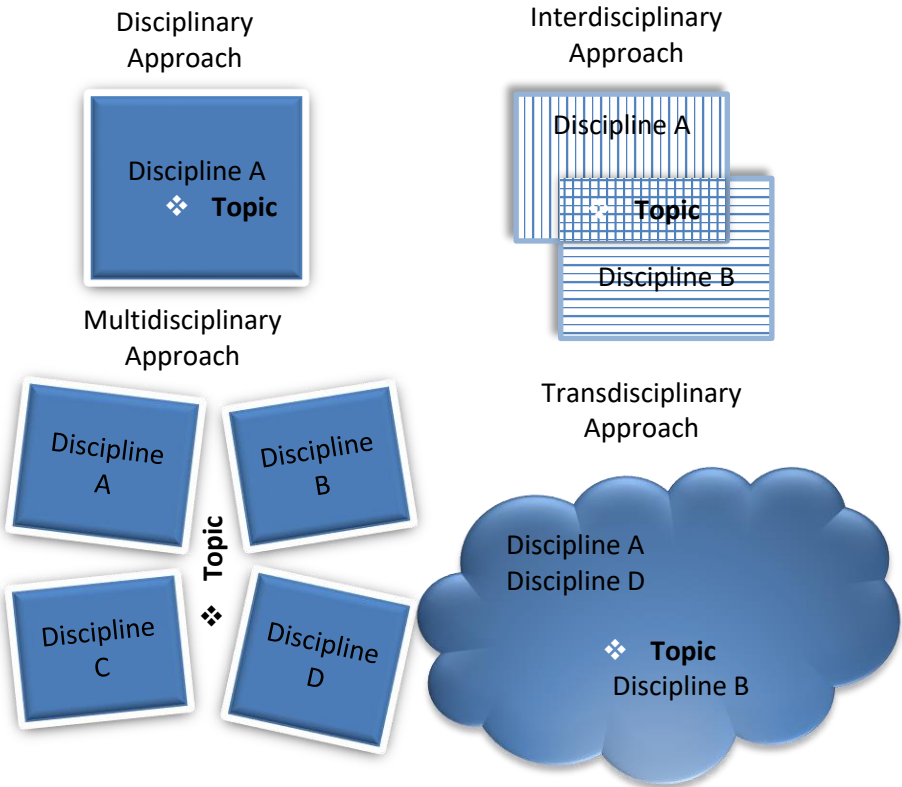 Disciplinary
Approach
Discipline A
❖ Topic
Interdisciplinary
Approach
Discipline A
❖ Topic
Discipline B
Multidisciplinary
Approach
Discipline
A
Discipline
B
❖ Topic
Discipline
C
Discipline
D
Transdisciplinary
Approach
Discipline A
Discipline D
❖ Topic
Discipline B